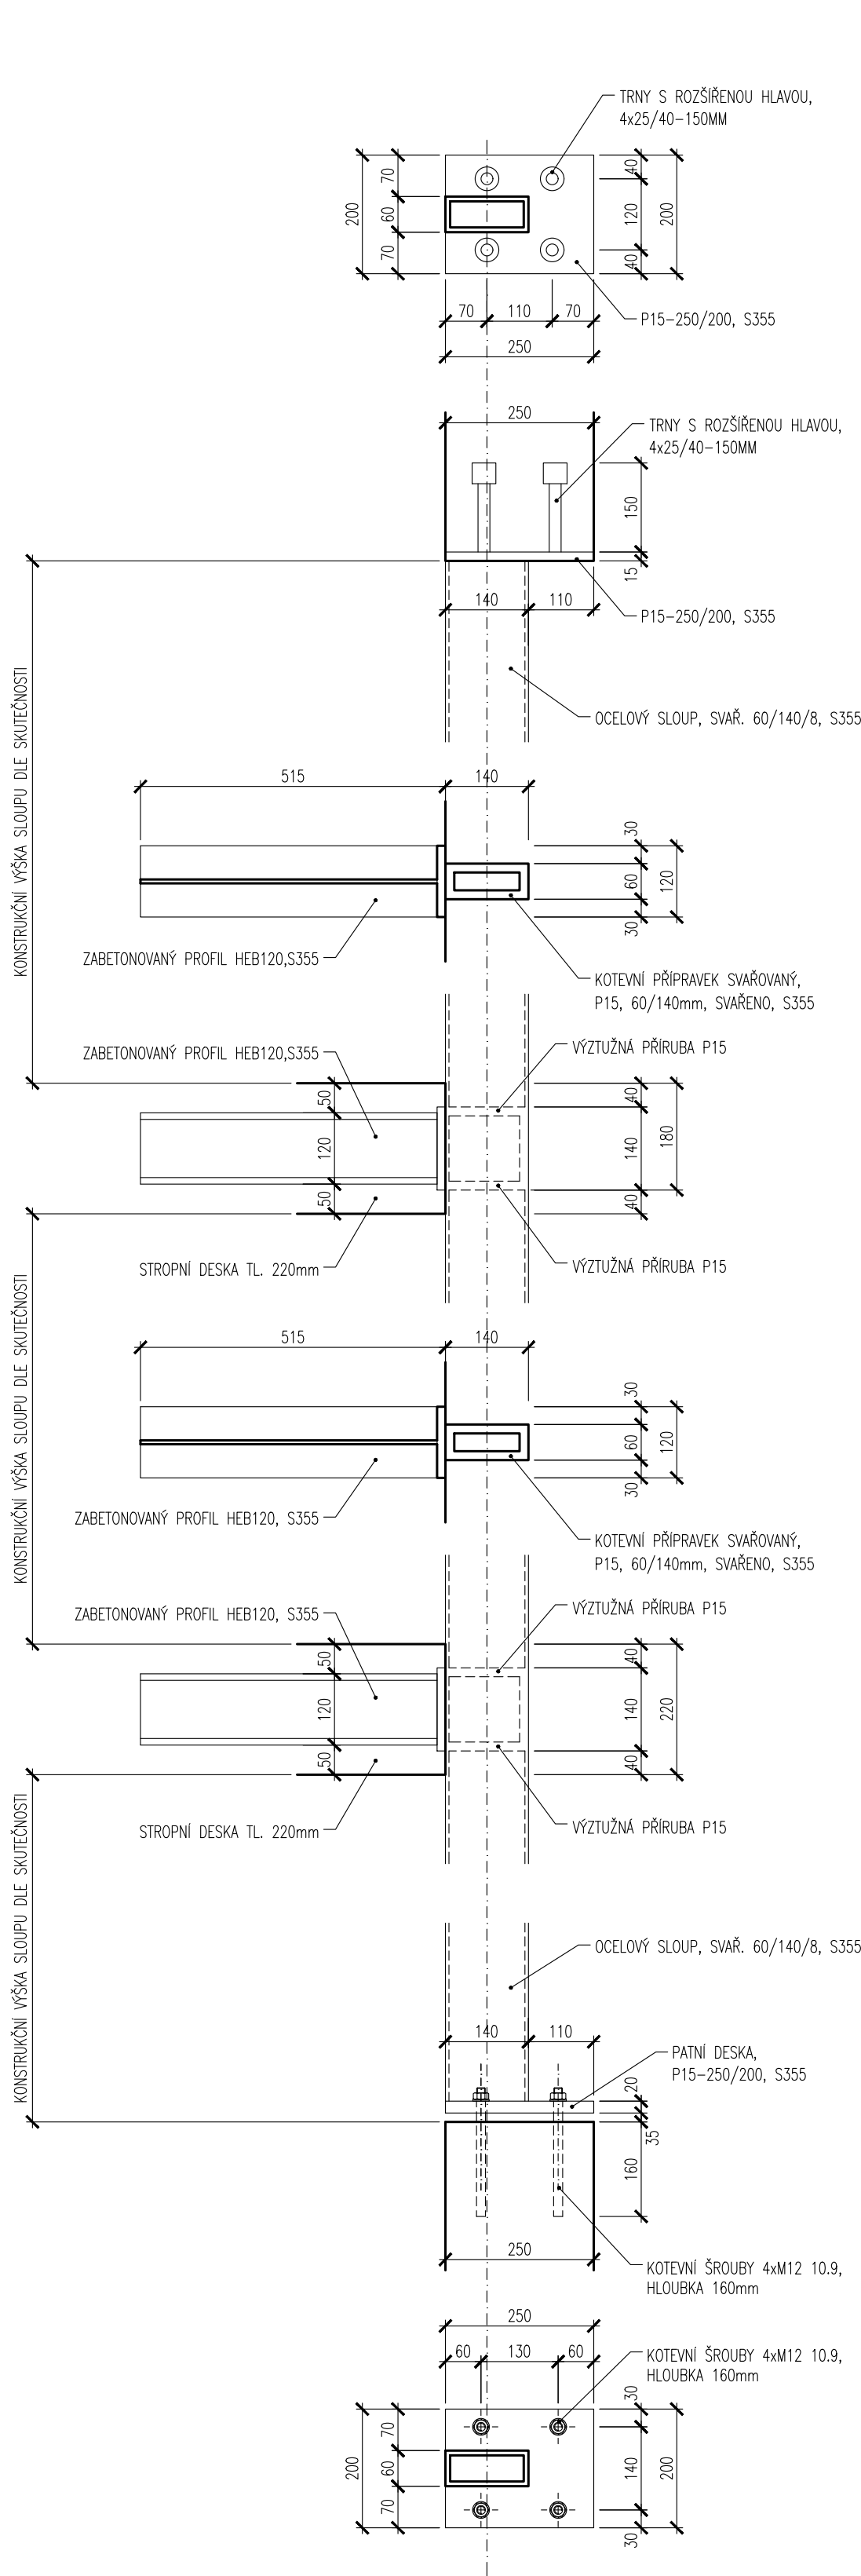 TRNY S ROZŠÍŘENOU HLAVOU,
4x25/40-150MM
70
60
70
200
40
120
40
200
P15-250/200, S355
70
110
70
250
250
TRNY S ROZŠÍŘENOU HLAVOU,
4x25/40-150MM
150
15
P15-250/200, S355
140
110
OCELOVÝ SLOUP, SVAŘ. 60/140/8, S355
KONSTRUKČNÍ VÝŠKA SLOUPU DLE SKUTEČNOSTI
515
140
30
60
30
120
ZABETONOVANÝ PROFIL HEB120,S355
KOTEVNÍ PŘÍPRAVEK SVAŘOVANÝ,
P15, 60/140mm, SVAŘENO, S355
ZABETONOVANÝ PROFIL HEB120,S355
VÝZTUŽNÁ PŘÍRUBA P15
50
120
50
40
140
40
180
STROPNÍ DESKA TL. 220mm
VÝZTUŽNÁ PŘÍRUBA P15
KONSTRUKČNÍ VÝŠKA SLOUPU DLE SKUTEČNOSTI
515
140
30
60
30
120
ZABETONOVANÝ PROFIL HEB120, S355
KOTEVNÍ PŘÍPRAVEK SVAŘOVANÝ,
P15, 60/140mm, SVAŘENO, S355
ZABETONOVANÝ PROFIL HEB120, S355
VÝZTUŽNÁ PŘÍRUBA P15
50
120
50
40
140
40
220
STROPNÍ DESKA TL. 220mm
VÝZTUŽNÁ PŘÍRUBA P15
KONSTRUKČNÍ VÝŠKA SLOUPU DLE SKUTEČNOSTI
OCELOVÝ SLOUP, SVAŘ. 60/140/8, S355
140
110
PATNÍ DESKA,
P15-250/200, S355
20
35
160
250
KOTEVNÍ ŠROUBY 4xM12 10.9,
HLOUBKA 160mm
250
60
130
60
KOTEVNÍ ŠROUBY 4xM12 10.9,
HLOUBKA 160mm
70
60
70
200
30
140
30
200